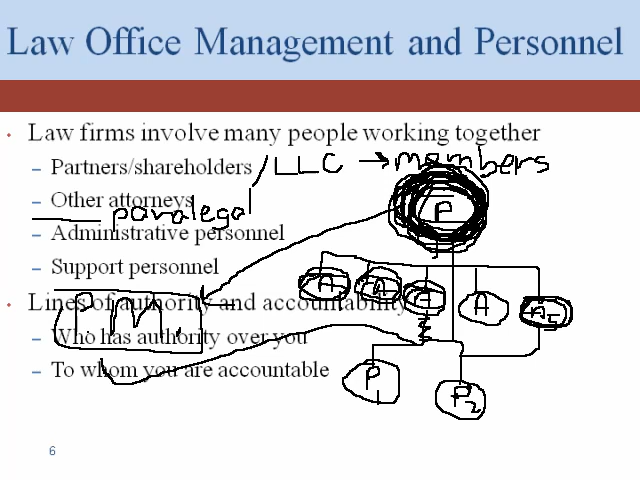 Law Office Management and Personnel
• Law firms involve many people working together
– Partners/shareholders / LLC → members
– Other attorneys
paralegal
P
– Administrative personnel
– Support personnel
A A A A
A5
• Lines of authority and accountability
P.M.
– Who has authority over you
– To whom you are accountable
P1
P2
6